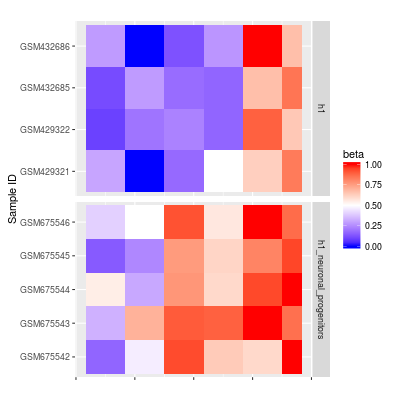 GSM432686
GSM432685
GSM429322
GSM429321
h1
GSM675546
GSM675545
GSM675544
GSM675543
GSM675542
h1_neuronal_progenitors
Sample ID
beta
1.00
0.75
0.50
0.25
0.00